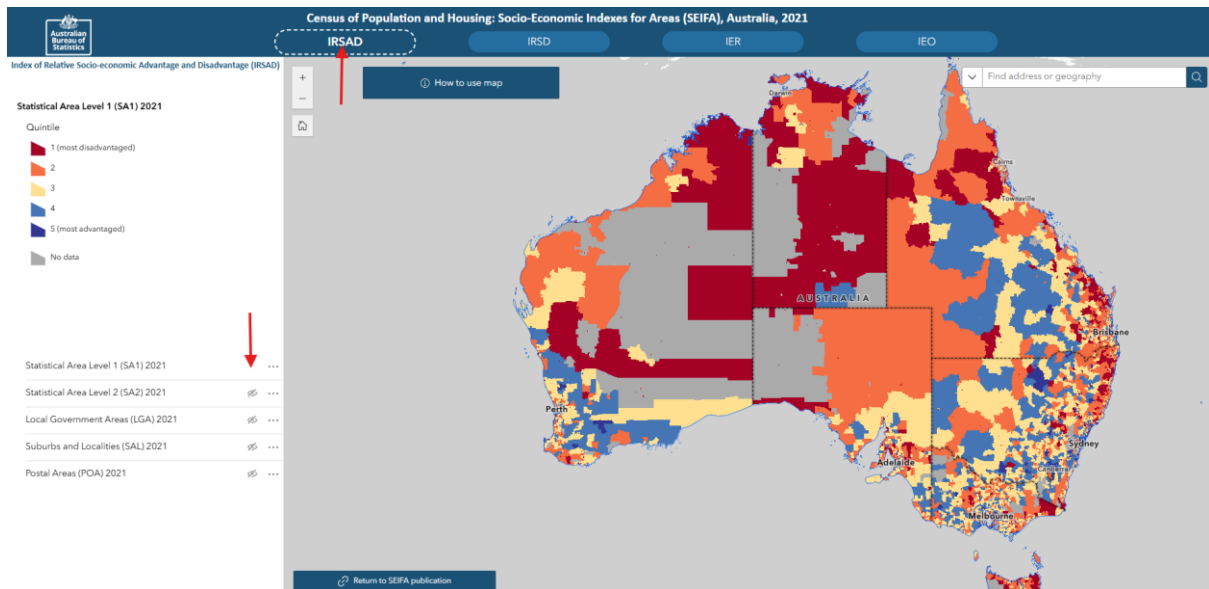 Census of Population and Housing: Socio-Economic Indexes for Areas (SEIFA), Australia, 2021
Australian
Bureau of
Statistics
IRSAD
IRSD
IER
IEO
Index of Relative Socio-economic Advantage and Disadvantage (IRSAD)
How to use map
Find address or geography
Statistical Area Level 1 (SA1) 2021
Quintile
1 (most disadvantaged)
2
3
4
5 (most advantaged)
No data
Statistical Area Level 1 (SA1) 2021
Statistical Area Level 2 (SA2) 2021
Local Government Areas (LGA) 2021
Suburbs and Localities (SAL) 2021
Postal Areas (POA) 2021
Darwin
Cairns
Townsville
AUSTRALIA
Brisbane
Perth
Sydney
Adelaide
Canberra
Melbourne
Return to SEIFA publication